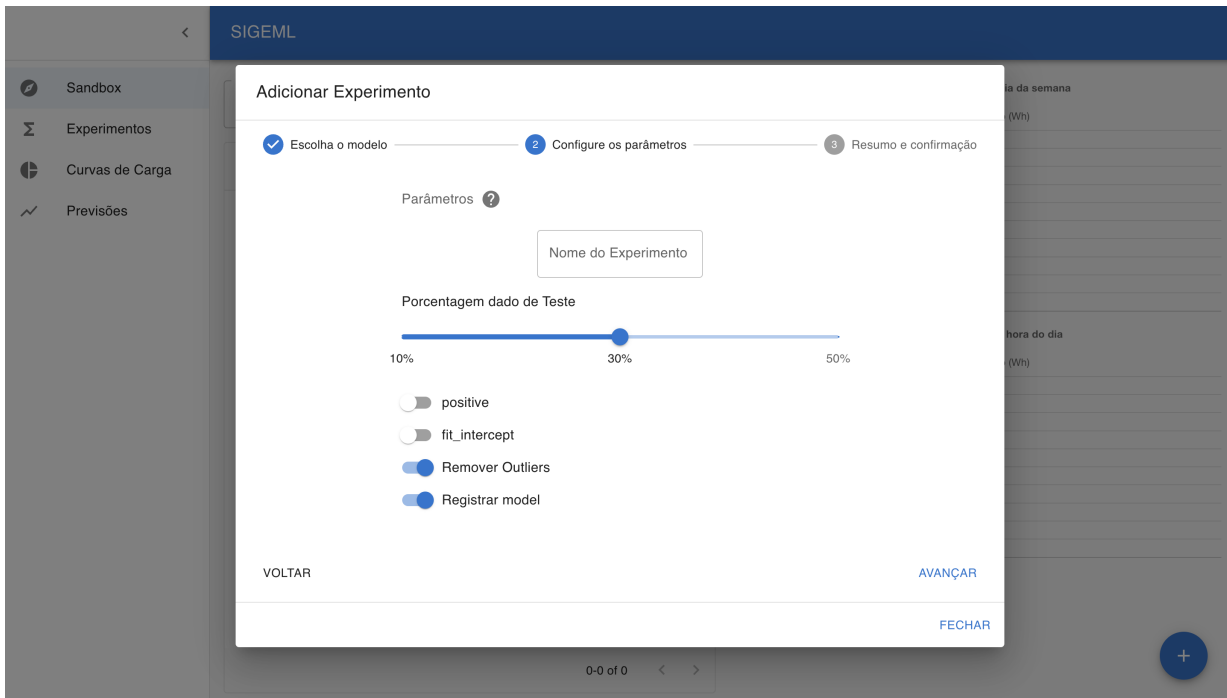 SIGEML
Sandbox
Experimentos
Curvas de Carga
Previsões
Adicionar Experimento
Escolha o modelo
2 Configure os parâmetros
3 Resumo e confirmação
Parâmetros ?
Nome do Experimento
Porcentagem dado de Teste
10% 30% 50%
positive
fit_intercept
Remover Outliers
Registrar model
VOLTAR AVANÇAR
FECHAR
da semana
(Wh)
hora do dia
(Wh)
0-0 of 0